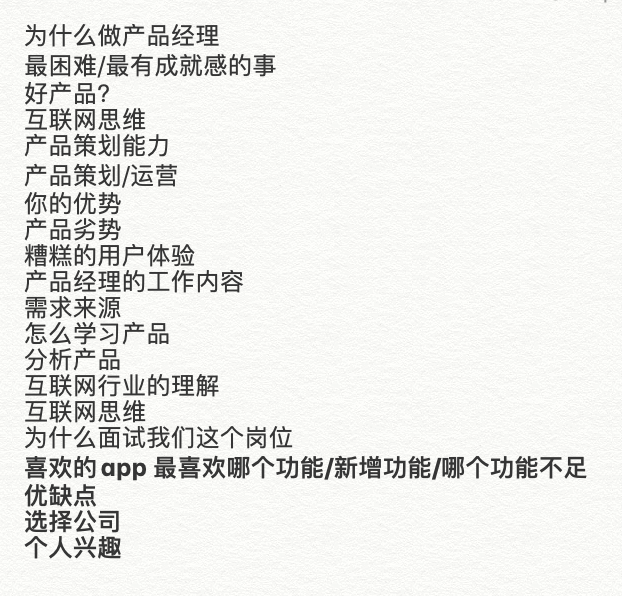 为什么做产品经理
最困难/最有成就感的事
好产品?
互联网思维
产品策划能力
产品策划/运营
你的优势
产品劣势
糟糕的用户体验
产品经理的工作内容
需求来源
怎么学习产品
分析产品
互联网行业的理解
互联网思维
为什么面试我们这个岗位
喜欢的app 最喜欢哪个功能/新增功能/哪个功能不足
优缺点
选择公司
个人兴趣